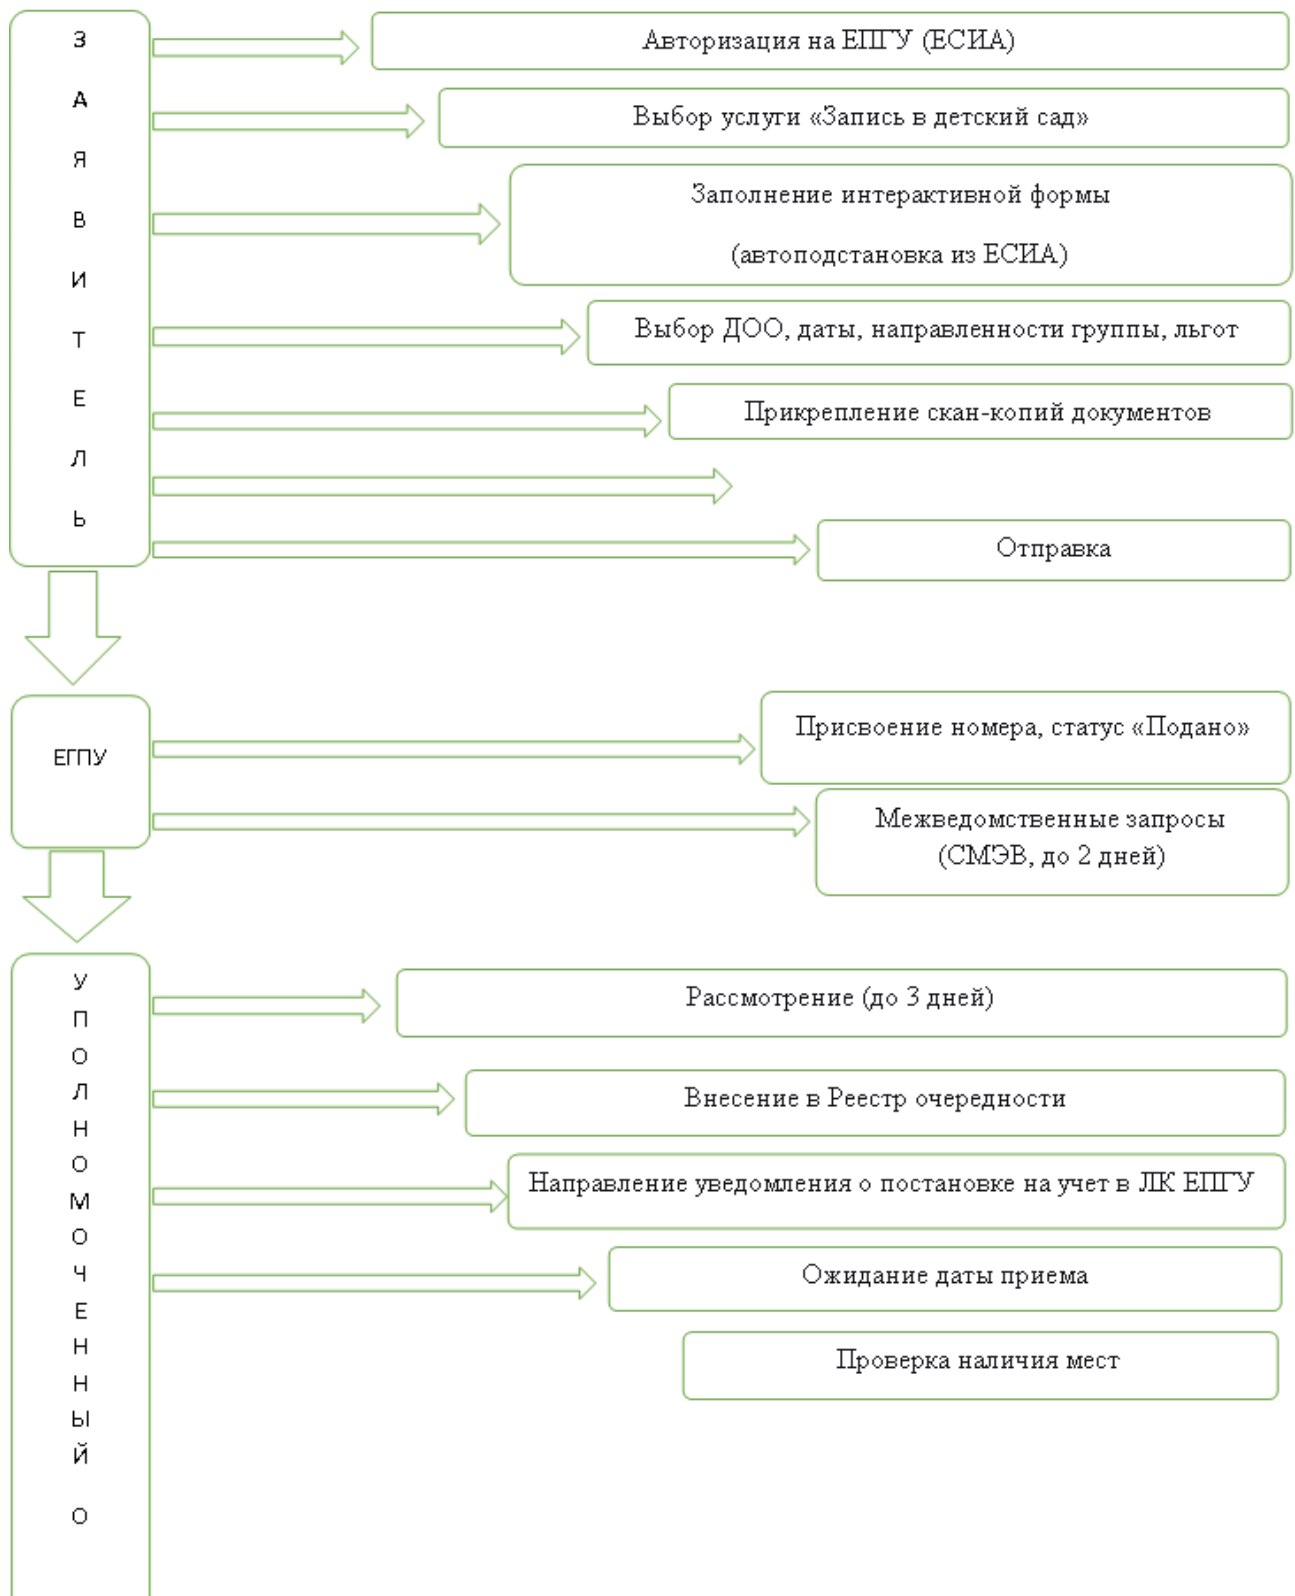 ЗАЯВИТЕЛЬ
Авторизация на ЕПГУ (ЕСИА)
Выбор услуги «Запись в детский сад»
Заполнение интерактивной формы
(автоподстановка из ЕСИА)
Выбор ДОО, даты, направленности группы, льгот
Прикрепление скан-копий документов
Отправка
ЕГПУ
Присвоение номера, статус «Подано»
Межведомственные запросы
(СМЭВ, до 2 дней)
УПОЛНОМОЧЕННЫЙ О
Рассмотрение (до 3 дней)
Внесение в Реестр очередности
Направление уведомления о постановке на учет в ЛК ЕПГУ
Ожидание даты приема
Проверка наличия мест